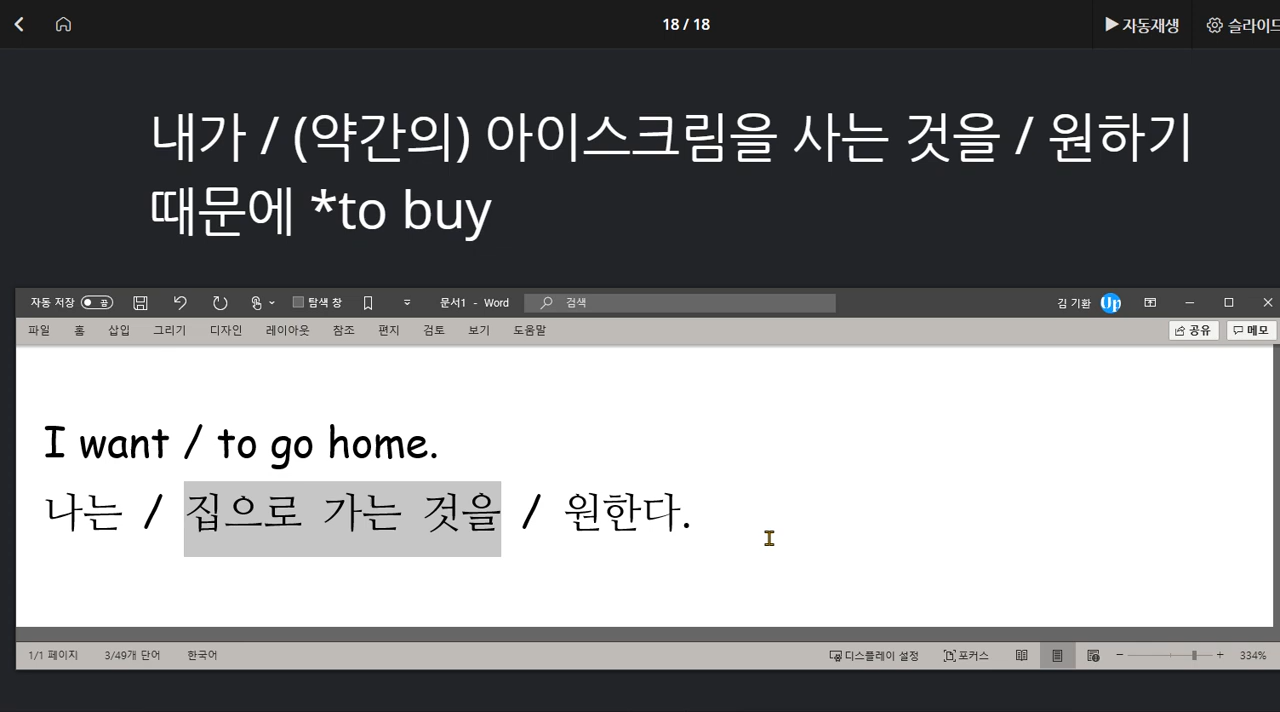 18 / 18
자동재생
슬라이드
내가 / (약간의) 아이스크림을 사는 것을 / 원하기
때문에 *to buy
자동 저장 끔 탐색 창 문서1 - Word 검색 김 기환 Up
파일 홈 삽입 그리기 디자인 레이아웃 참조 편지 검토 보기 도움말 공유 메모
I want / to go home.
나는 / 집으로 가는 것을 / 원한다.
1/1 페이지 3/49개 단어 한국어 디스플레이 설정 포커스 334%